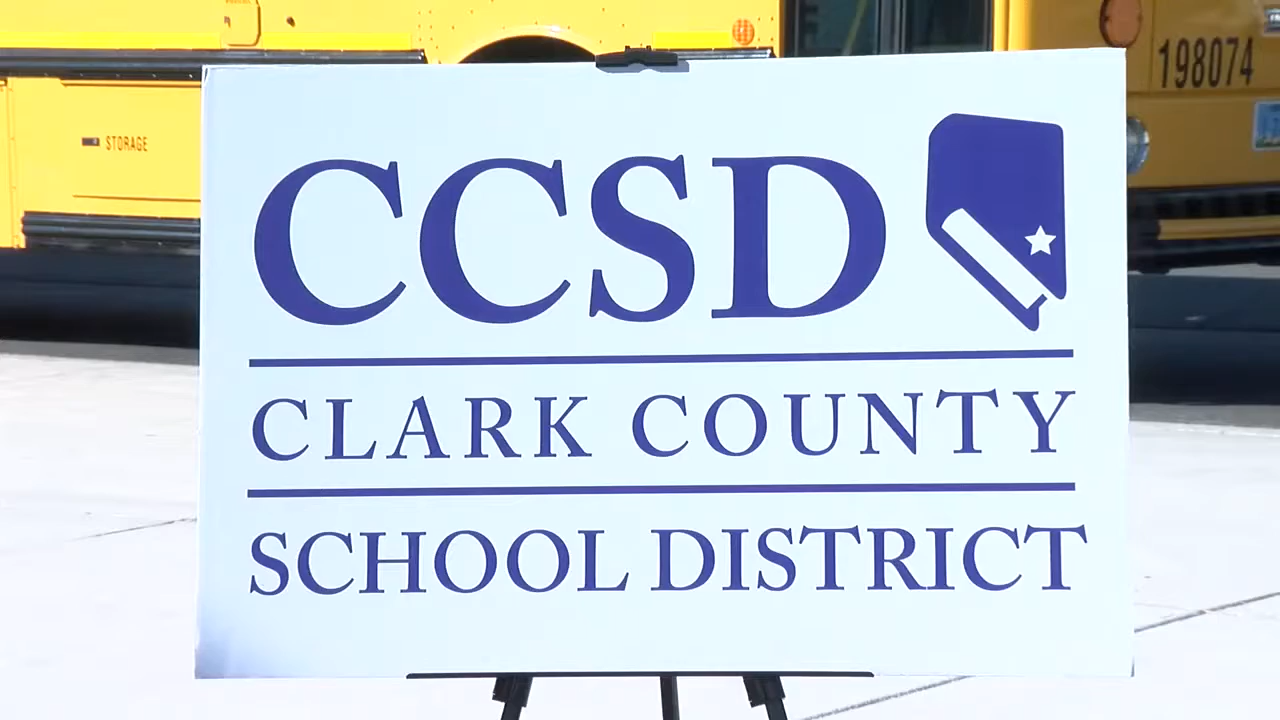 198074
STORAGE
CCSD
CLARK COUNTY
SCHOOL DISTRICT